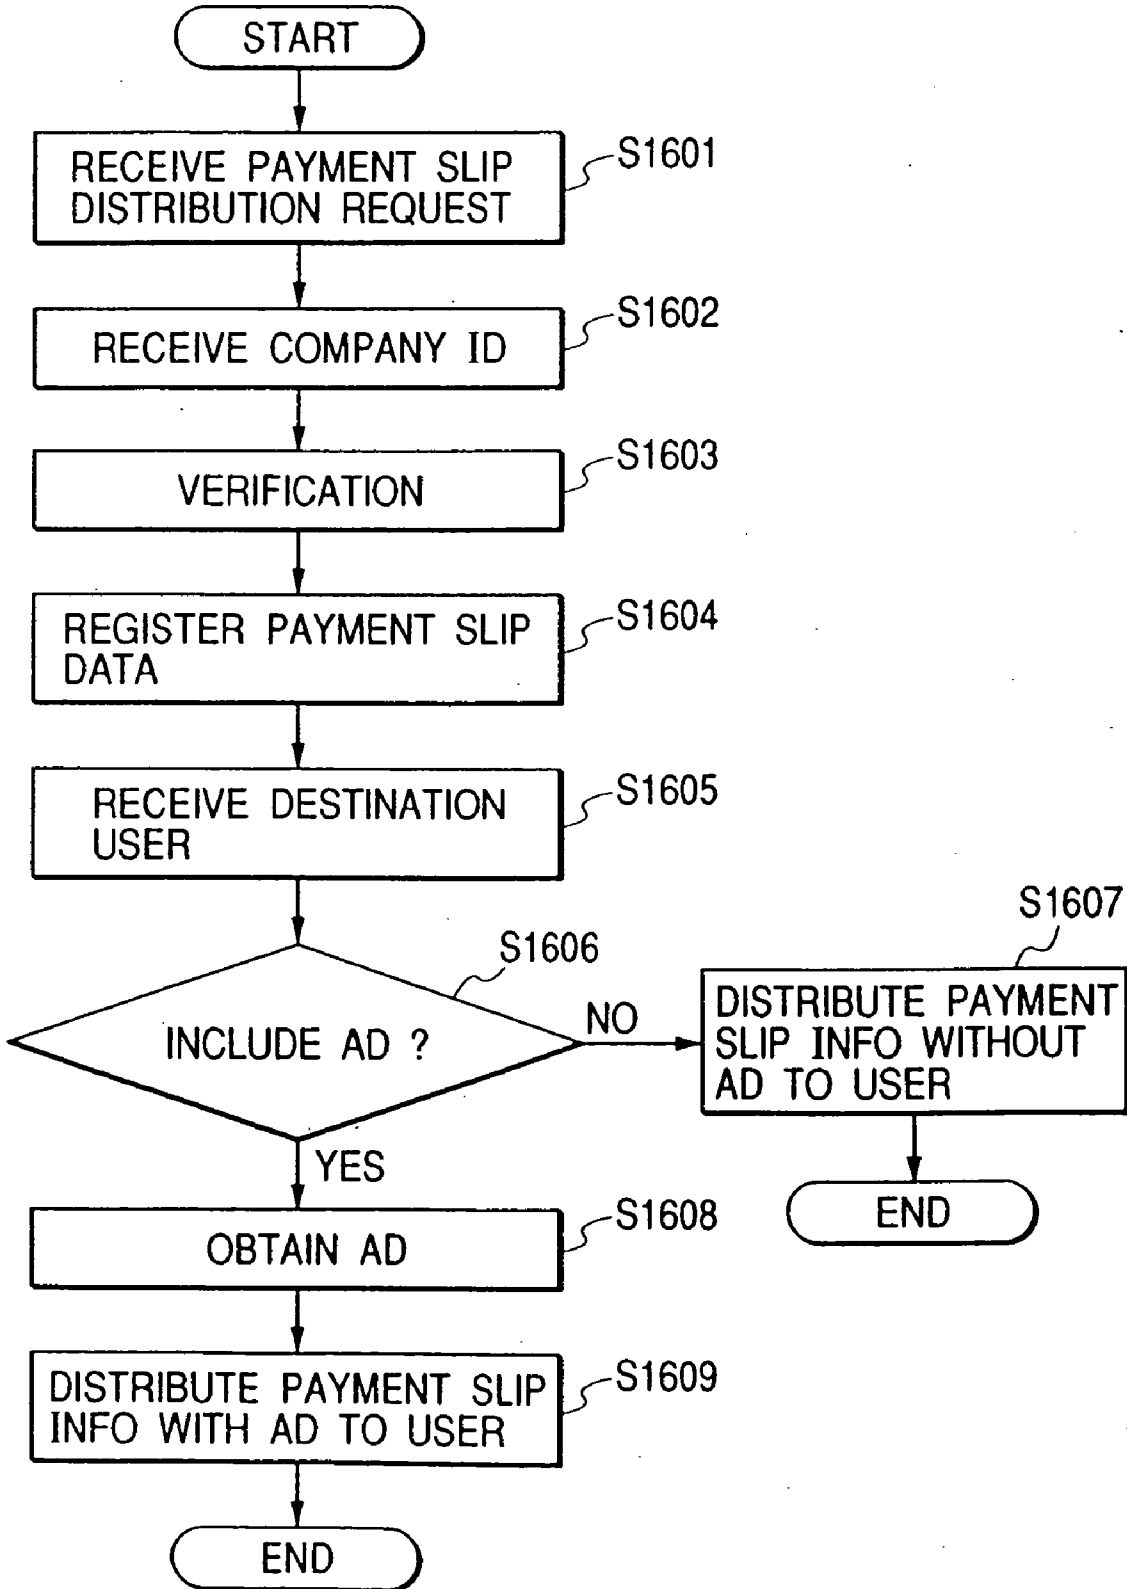 START
RECEIVE PAYMENT SLIP
DISTRIBUTION REQUEST
S1601
RECEIVE COMPANY ID
S1602
VERIFICATION
S1603
REGISTER PAYMENT SLIP
DATA
S1604
RECEIVE DESTINATION
USER
S1605
INCLUDE AD ?
S1606
NO
S1607
DISTRIBUTE PAYMENT
SLIP INFO WITHOUT
AD TO USER
END
YES
OBTAIN AD
S1608
DISTRIBUTE PAYMENT SLIP
INFO WITH AD TO USER
S1609
END